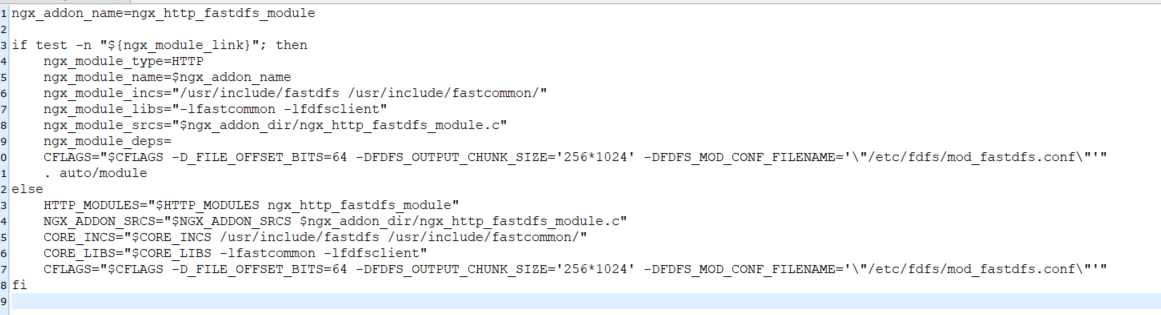 1 ngx_addon_name=ngx_http_fastdfs_module
2
3 if test -n "${ngx_module_link}"; then
4     ngx_module_type=HTTP
5     ngx_module_name=$ngx_addon_name
6     ngx_module_incs="/usr/include/fastdfs /usr/include/fastcommon/"
7     ngx_module_libs="-lfastcommon -lfdfsclient"
8     ngx_module_srcs="$ngx_addon_dir/ngx_http_fastdfs_module.c"
9     ngx_module_deps=
0     CFLAGS="$CFLAGS -D_FILE_OFFSET_BITS=64 -DFDFS_OUTPUT_CHUNK_SIZE='256*1024' -DFDFS_MOD_CONF_FILENAME='\"/etc/fdfs/mod_fastdfs.conf\"'"
1     . auto/module
2 else
3     HTTP_MODULES="$HTTP_MODULES ngx_http_fastdfs_module"
4     NGX_ADDON_SRCS="$NGX_ADDON_SRCS $ngx_addon_dir/ngx_http_fastdfs_module.c"
5     CORE_INCS="$CORE_INCS /usr/include/fastdfs /usr/include/fastcommon/"
6     CORE_LIBS="$CORE_LIBS -lfastcommon -lfdfsclient"
7     CFLAGS="$CFLAGS -D_FILE_OFFSET_BITS=64 -DFDFS_OUTPUT_CHUNK_SIZE='256*1024' -DFDFS_MOD_CONF_FILENAME='\"/etc/fdfs/mod_fastdfs.conf\"'"
8 fi
9